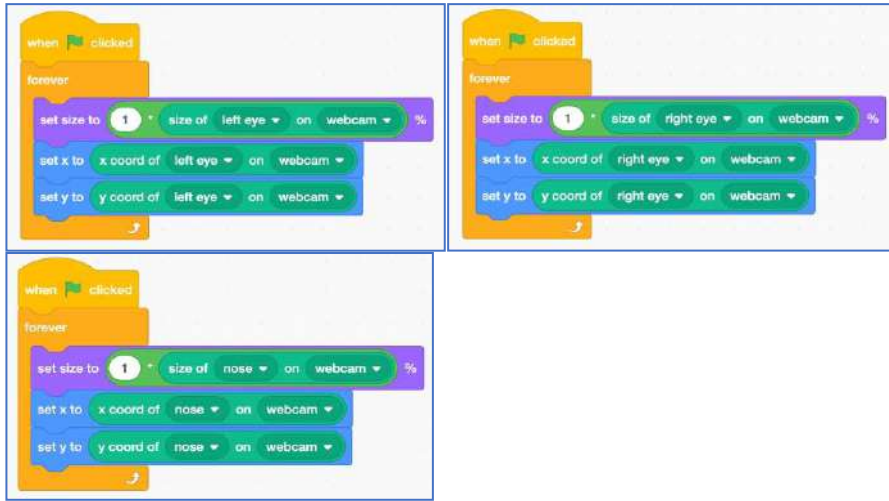 when clicked
forever
set size to 1 * size of left eye on webcam %
set x to x coord of left eye on webcam
set y to y coord of left eye on webcam
when clicked
forever
set size to 1 * size of right eye on webcam %
set x to x coord of right eye on webcam
set y to y coord of right eye on webcam
when clicked
forever
set size to 1 * size of nose on webcam %
set x to x coord of nose on webcam
set y to y coord of nose on webcam